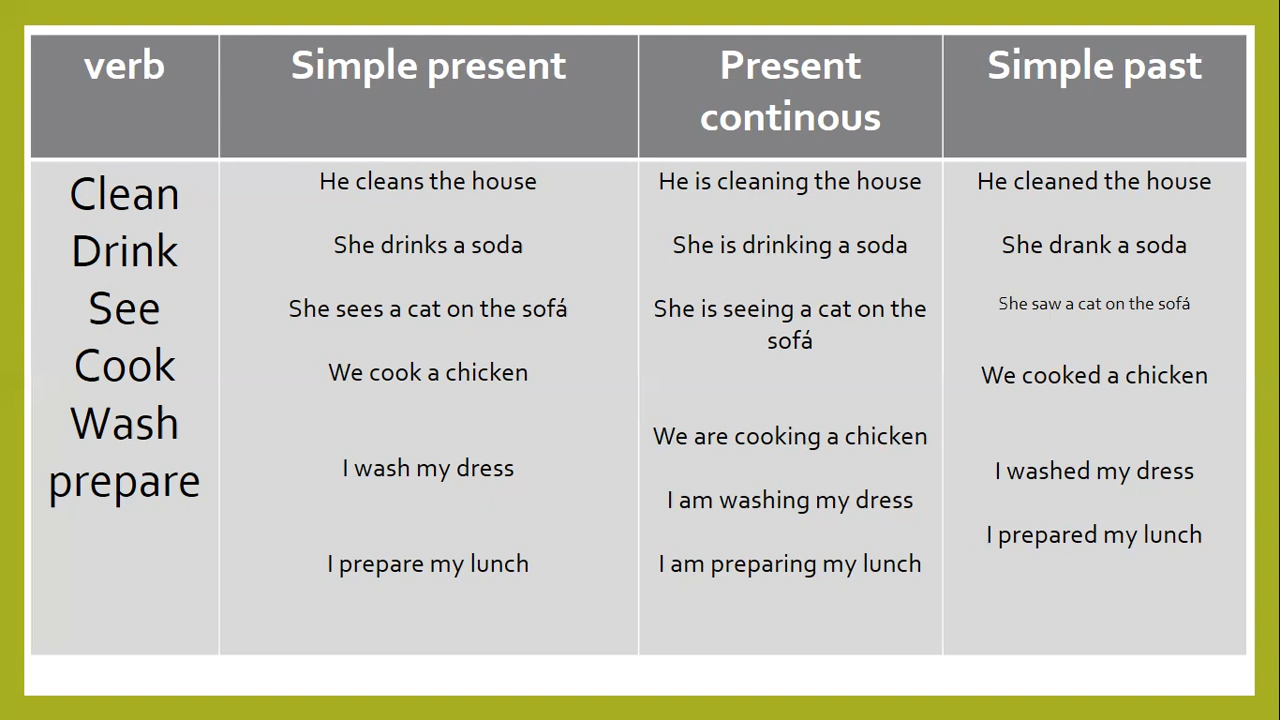 verb
Simple present
Present
continous
Simple past
Clean
Drink
See
Cook
Wash
prepare
He cleans the house
She drinks a soda
She sees a cat on the sofá
We cook a chicken
I wash my dress
I prepare my lunch
He is cleaning the house
She is drinking a soda
She is seeing a cat on the
sofá
We are cooking a chicken
I am washing my dress
I am preparing my lunch
He cleaned the house
She drank a soda
She saw a cat on the sofá
We cooked a chicken
I washed my dress
I prepared my lunch